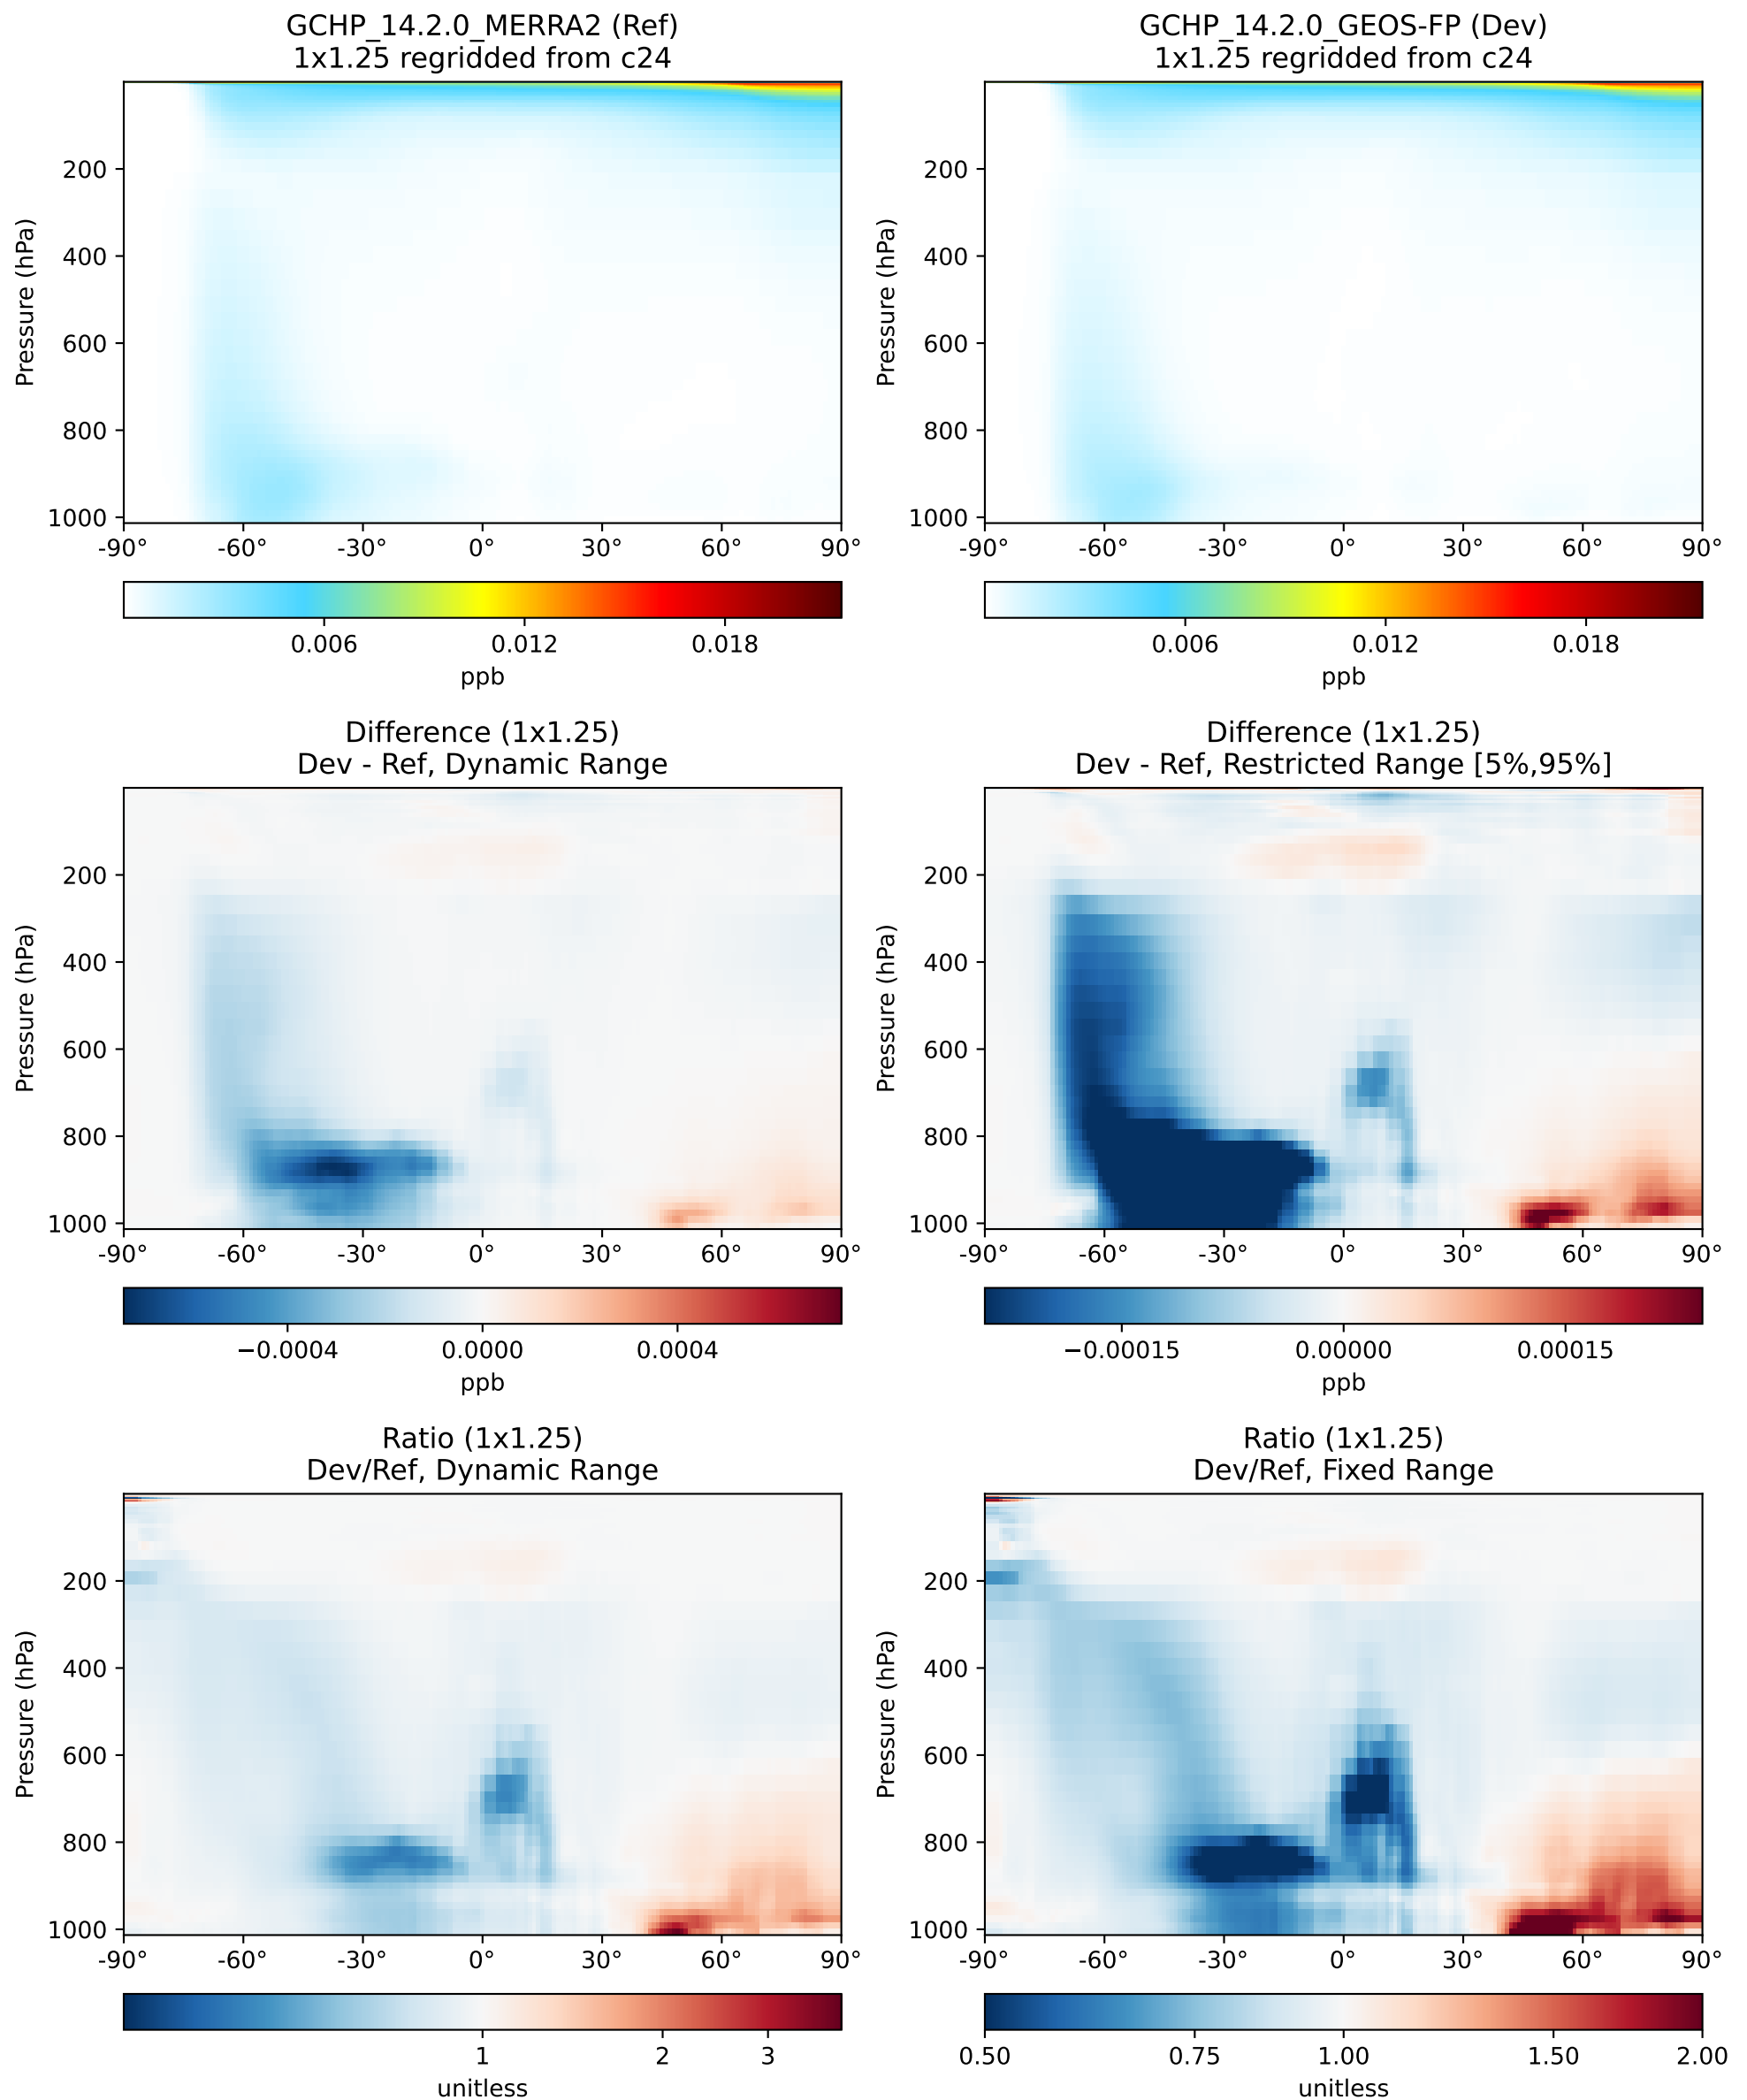 GCHP_14.2.0_MERRA2 (Ref)
1x1.25 regridded from c24
Pressure (hPa)
200
400
600
800
1000
-90° -60° -30° 0° 30° 60° 90°
0.006 0.012 0.018
ppb
GCHP_14.2.0_GEOS-FP (Dev)
1x1.25 regridded from c24
Pressure (hPa)
200
400
600
800
1000
-90° -60° -30° 0° 30° 60° 90°
0.006 0.012 0.018
ppb
Difference (1x1.25)
Dev - Ref, Dynamic Range
Pressure (hPa)
200
400
600
800
1000
-90° -60° -30° 0° 30° 60° 90°
−0.0004 0.0000 0.0004
ppb
Difference (1x1.25)
Dev - Ref, Restricted Range [5%,95%]
Pressure (hPa)
200
400
600
800
1000
-90° -60° -30° 0° 30° 60° 90°
−0.00015 0.00000 0.00015
ppb
Ratio (1x1.25)
Dev/Ref, Dynamic Range
Pressure (hPa)
200
400
600
800
1000
-90° -60° -30° 0° 30° 60° 90°
1 2 3
unitless
Ratio (1x1.25)
Dev/Ref, Fixed Range
Pressure (hPa)
200
400
600
800
1000
-90° -60° -30° 0° 30° 60° 90°
0.50 0.75 1.00 1.50 2.00
unitless